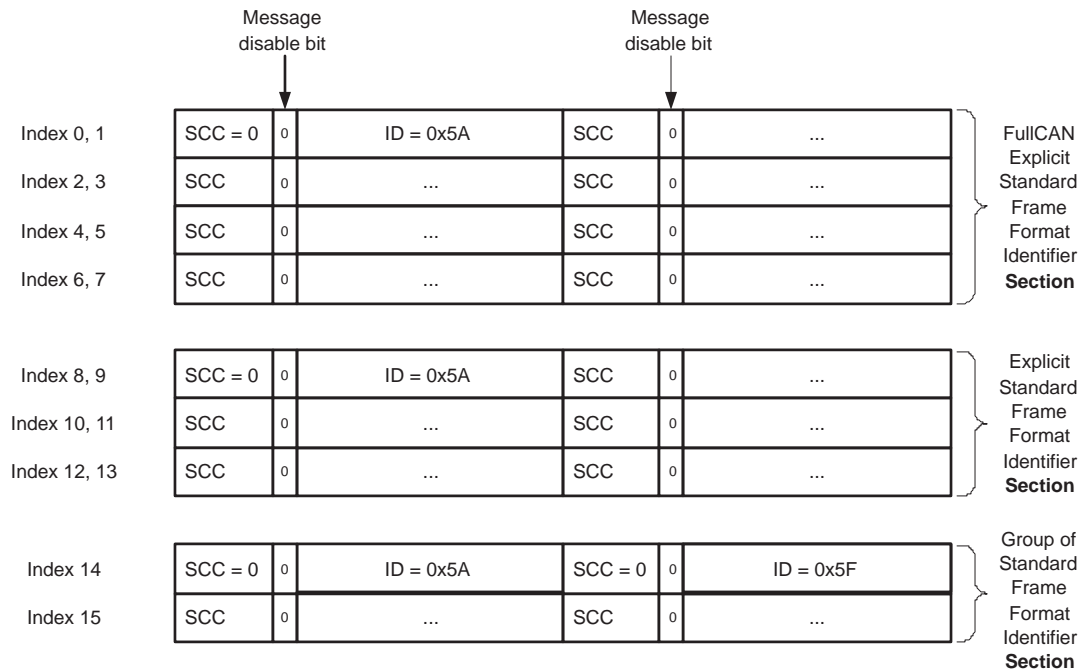 Message
disable bit
Message
disable bit
Index 0, 1
SCC = 0 0 ID = 0x5A SCC 0 ...
Index 2, 3
SCC 0 ... SCC 0 ...
Index 4, 5
SCC 0 ... SCC 0 ...
Index 6, 7
SCC 0 ... SCC 0 ...
FullCAN
Explicit
Standard
Frame
Format
Identifier
Section
Index 8, 9
SCC = 0 0 ID = 0x5A SCC 0 ...
Index 10, 11
SCC 0 ... SCC 0 ...
Index 12, 13
SCC 0 ... SCC 0 ...
Explicit
Standard
Frame
Format
Identifier
Section
Index 14
SCC = 0 0 ID = 0x5A SCC = 0 0 ID = 0x5F
Index 15
SCC 0 ... SCC 0 ...
Group of
Standard
Frame
Format
Identifier
Section